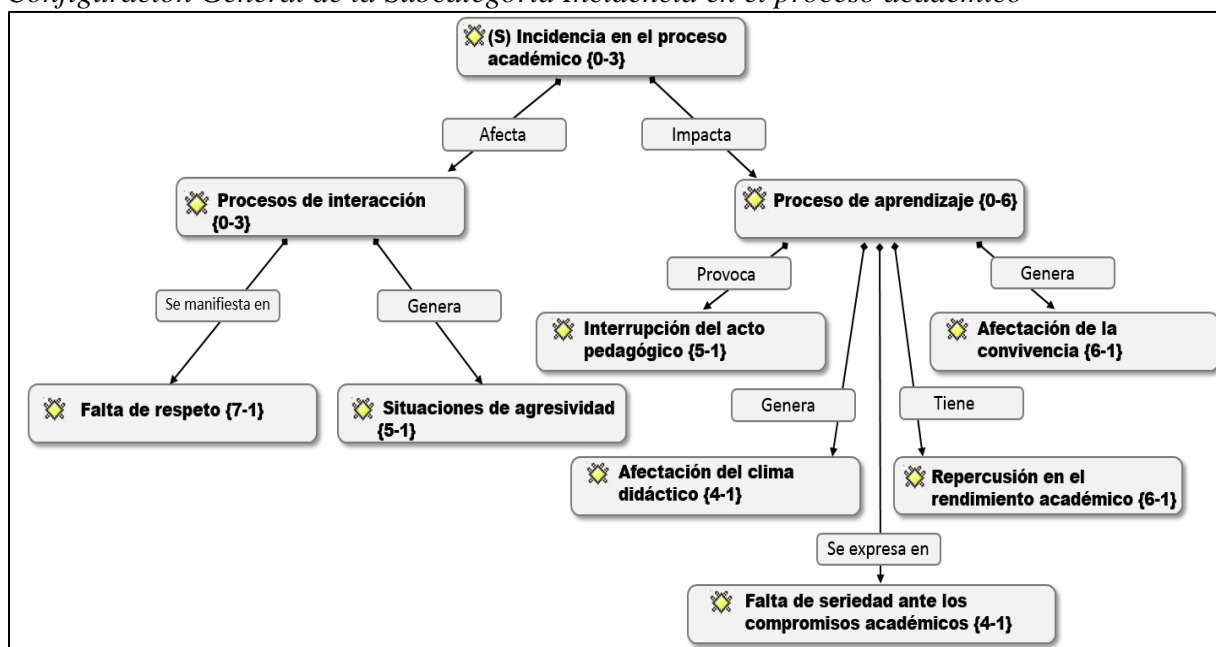 Configuración General de la Subcategoría Incidencia en el proceso académico
(S) Incidencia en el proceso
académico {0-3}
Afecta
Impacta
Procesos de interacción
{0-3}
Proceso de aprendizaje {0-6}
Se manifiesta en
Genera
Provoca
Genera
Interrupción del acto
pedagógico {5-1}
Afectación de la
convivencia {6-1}
Falta de respeto {7-1}
Situaciones de agresividad
{5-1}
Genera
Tiene
Afectación del clima
didáctico {4-1}
Repercusión en el
rendimiento académico {6-1}
Se expresa en
Falta de seriedad ante los
compromisos académicos {4-1}